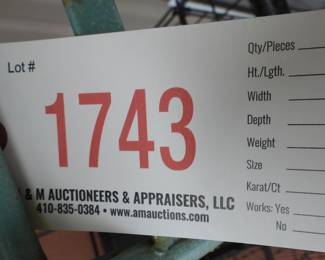 Lot #
1743
& M AUCTIONEERS & APPRAISERS, LLC
410-835-0384 • www.amauctions.com
Qty/Pieces
Ht./Lgth.
Width
Depth
Weight
Size
Karat/Ct
Works: Yes
No